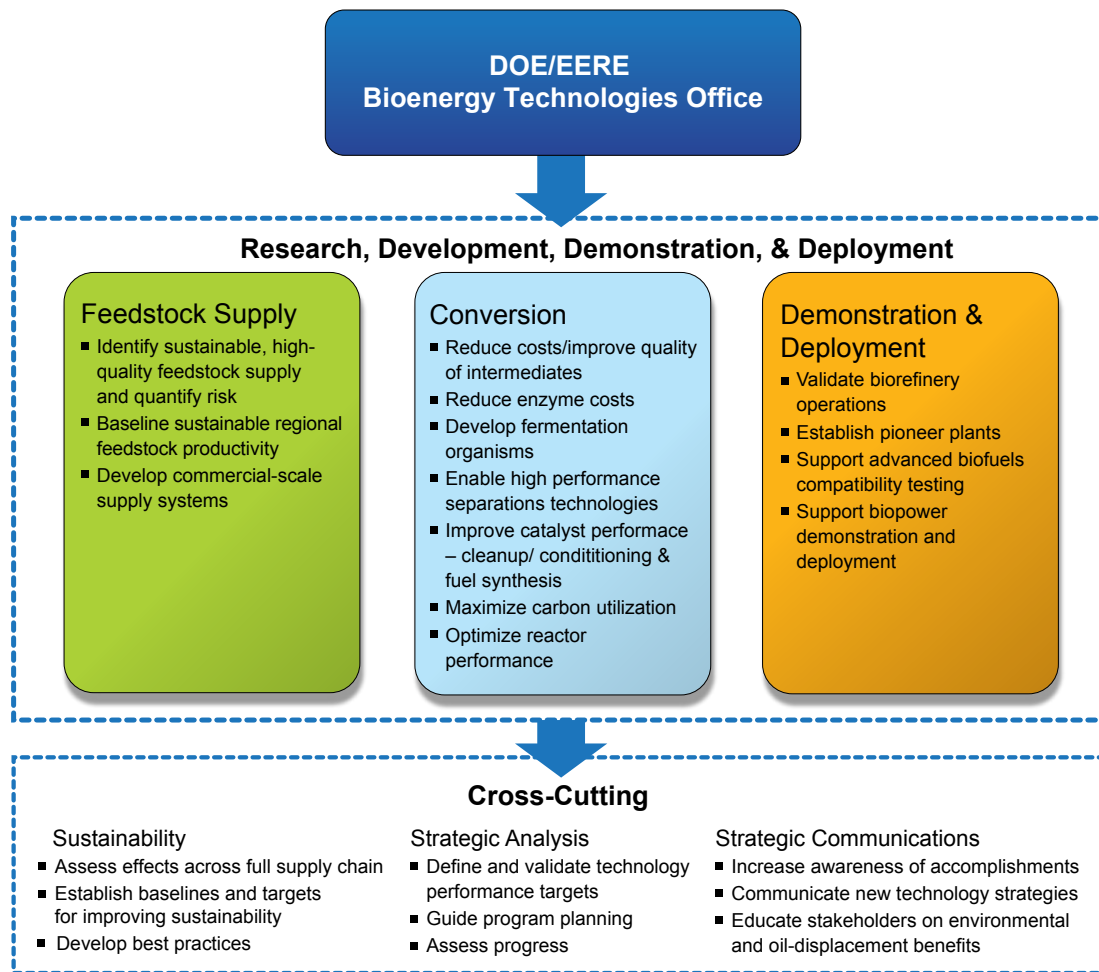 DOE/EERE
Bioenergy Technologies Office
Research, Development, Demonstration, & Deployment
Feedstock Supply
▪ Identify sustainable, high-
quality feedstock supply
and quantify risk
▪ Baseline sustainable regional
feedstock productivity
▪ Develop commercial-scale
supply systems
Conversion
▪ Reduce costs/improve quality
of intermediates
▪ Reduce enzyme costs
▪ Develop fermentation
organisms
▪ Enable high performance
separations technologies
▪ Improve catalyst performace
– cleanup/ condititioning &
fuel synthesis
▪ Maximize carbon utilization
▪ Optimize reactor
performance
Demonstration &
Deployment
▪ Validate biorefinery
operations
▪ Establish pioneer plants
▪ Support advanced biofuels
compatibility testing
▪ Support biopower
demonstration and
deployment
Cross-Cutting
Sustainability
▪ Assess effects across full supply chain
▪ Establish baselines and targets
for improving sustainability
▪ Develop best practices
Strategic Analysis
▪ Define and validate technology
performance targets
▪ Guide program planning
▪ Assess progress
Strategic Communications
▪ Increase awareness of accomplishments
▪ Communicate new technology strategies
▪ Educate stakeholders on environmental
and oil-displacement benefits